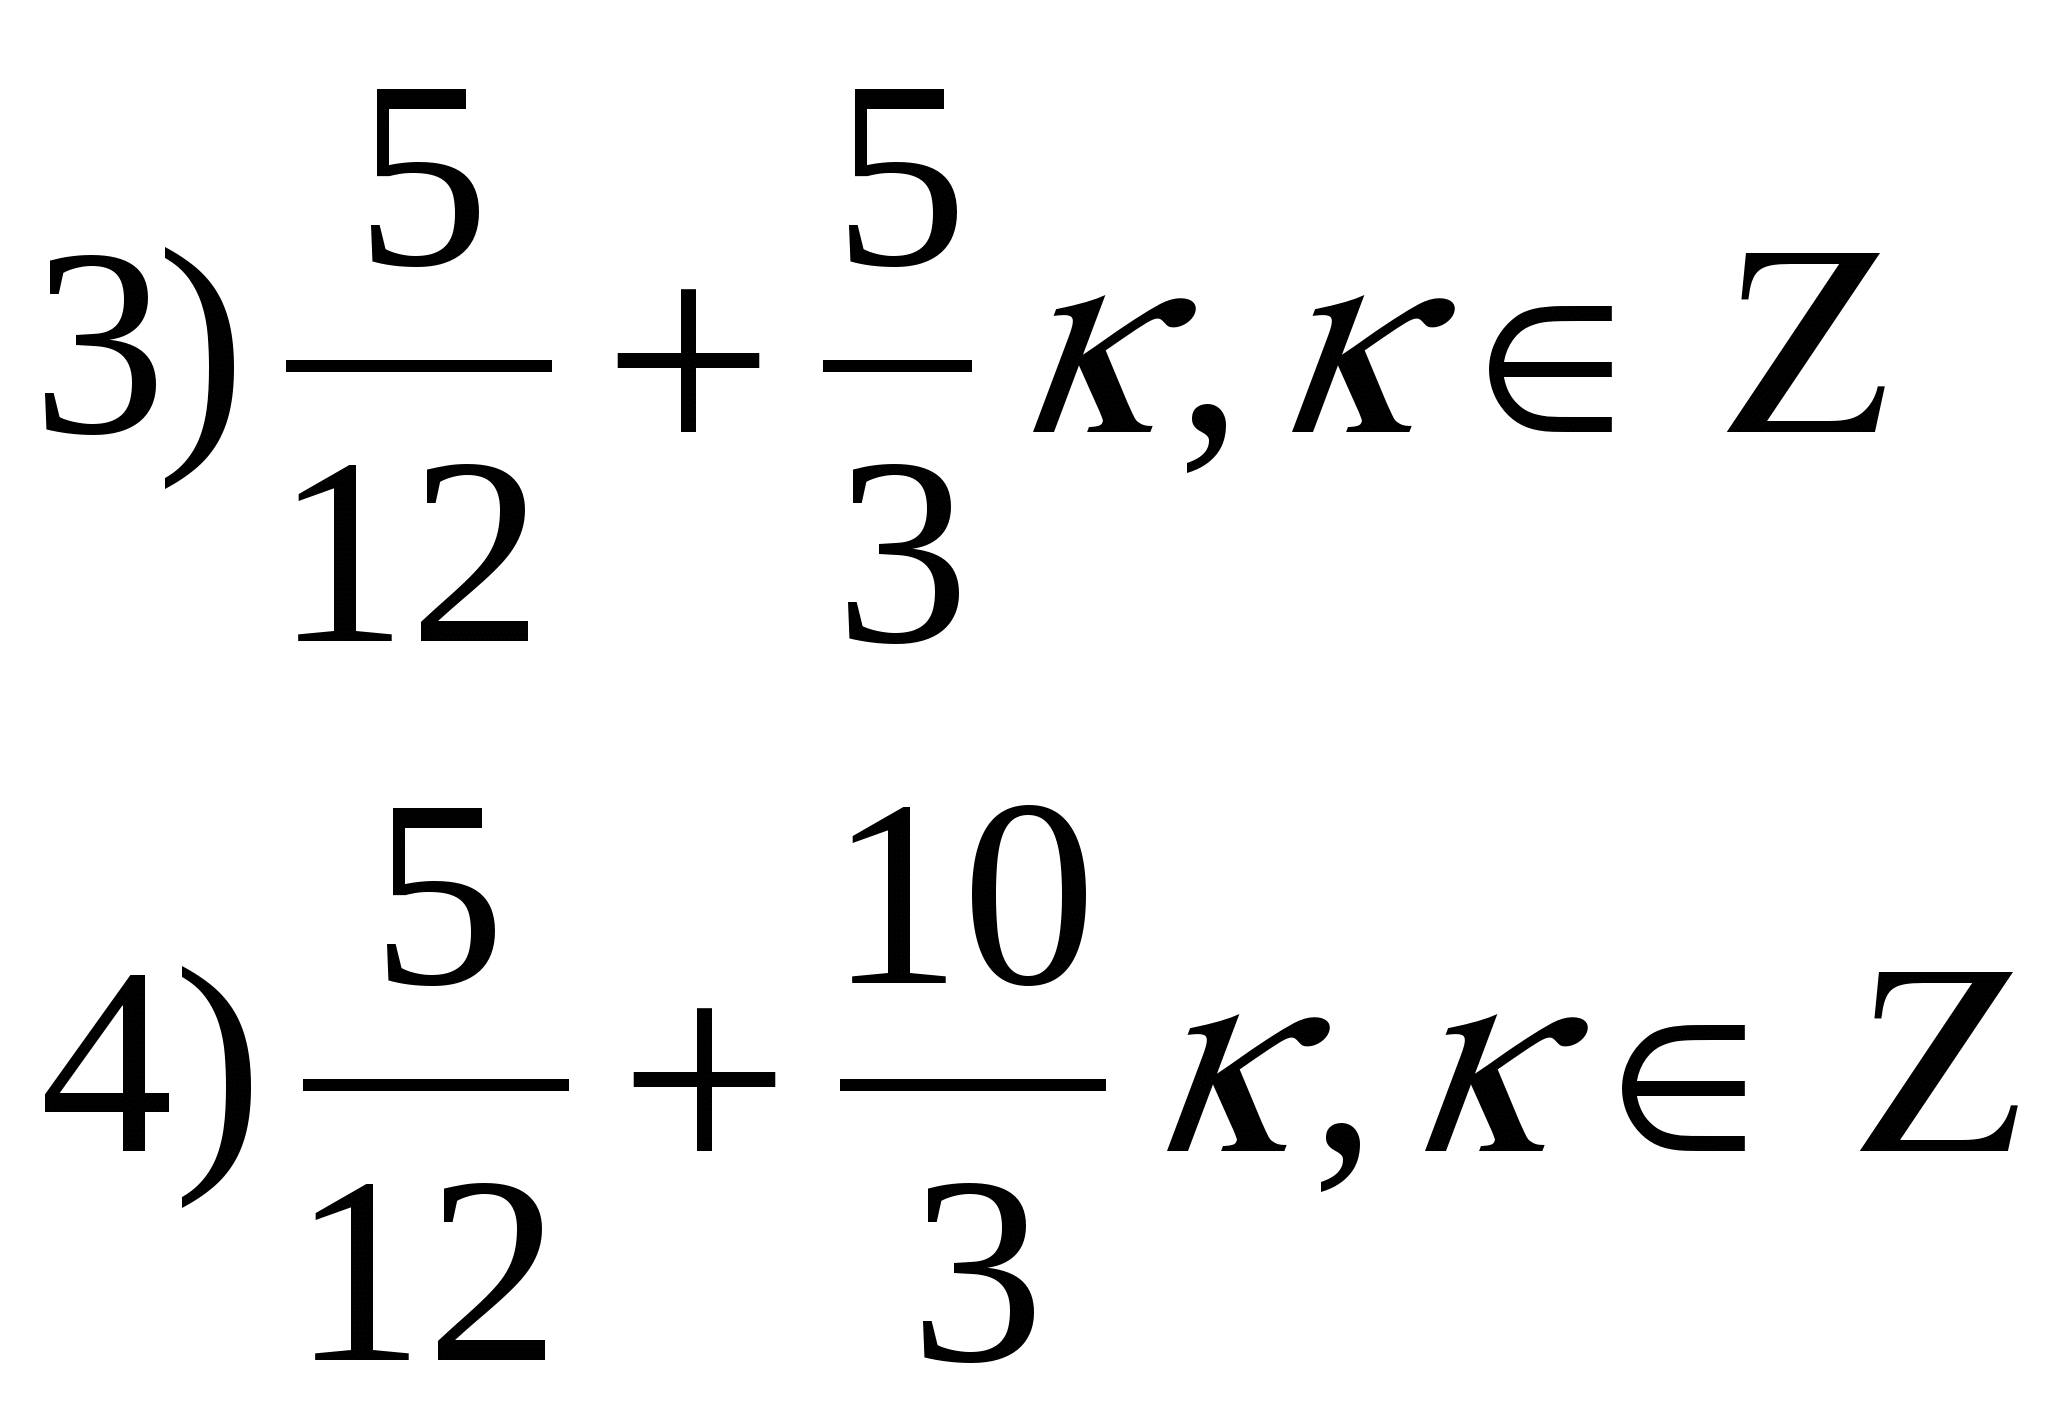 3) 5/12 + 5/3 κ, κ ∈ Z
4) 5/12 + 10/3 κ, κ ∈ Z